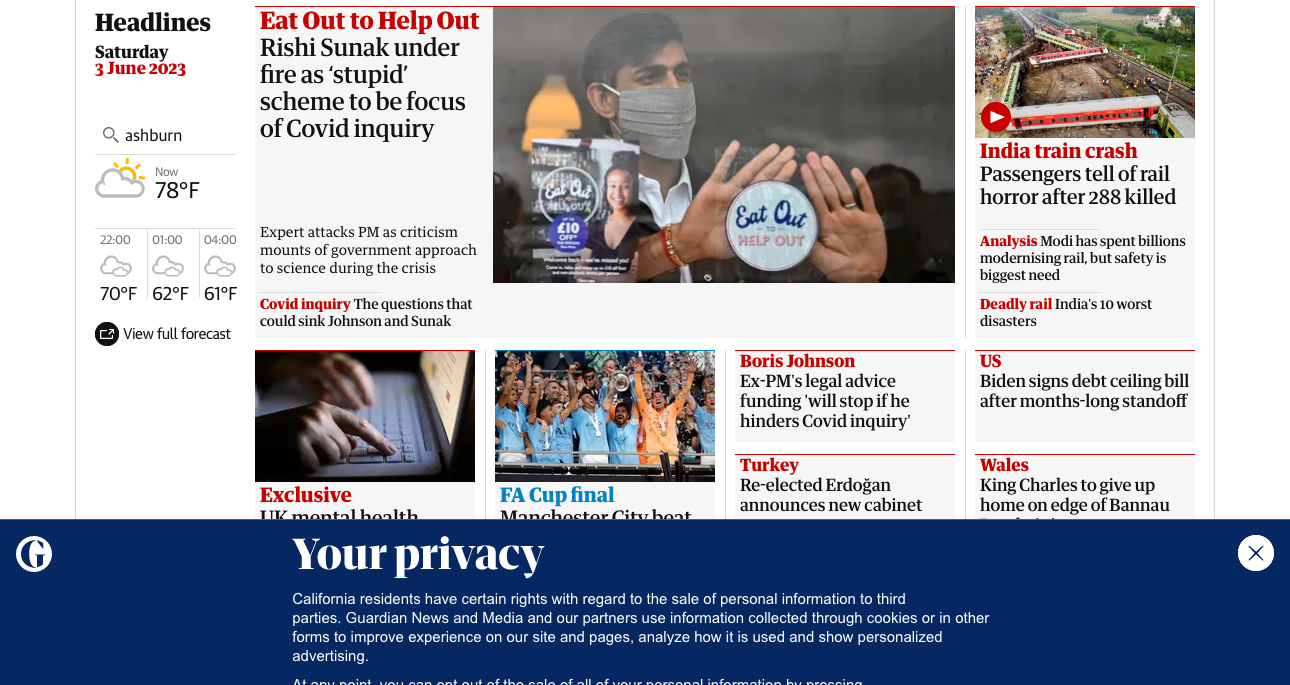 Headlines
Saturday
3 June 2023
ashburn
Now
78°F
22:00
01:00
04:00
70°F
62°F
61°F
View full forecast
Eat Out to Help Out
Rishi Sunak under
fire as ‘stupid’
scheme to be focus
of Covid inquiry
Expert attacks PM as criticism
mounts of government approach
to science during the crisis
Covid inquiry The questions that
could sink Johnson and Sunak
Eat Out
UP TO
£10
OFF
Welcome back – we've missed you!
Eat Out
TO
HELP OUT
India train crash
Passengers tell of rail
horror after 288 killed
Analysis Modi has spent billions
modernising rail, but safety is
biggest need
Deadly rail India's 10 worst
disasters
Exclusive
UK mental health
FA Cup final
Manchester City beat
Boris Johnson
Ex-PM's legal advice
funding 'will stop if he
hinders Covid inquiry'
US
Biden signs debt ceiling bill
after months-long standoff
Turkey
Re-elected Erdoğan
announces new cabinet
Wales
King Charles to give up
home on edge of Bannau
G
Your privacy
California residents have certain rights with regard to the sale of personal information to third
parties. Guardian News and Media and our partners use information collected through cookies or in other
forms to improve experience on our site and pages, analyze how it is used and show personalized
advertising.
At any point, you can opt out of the sale of all of your personal information by pressing